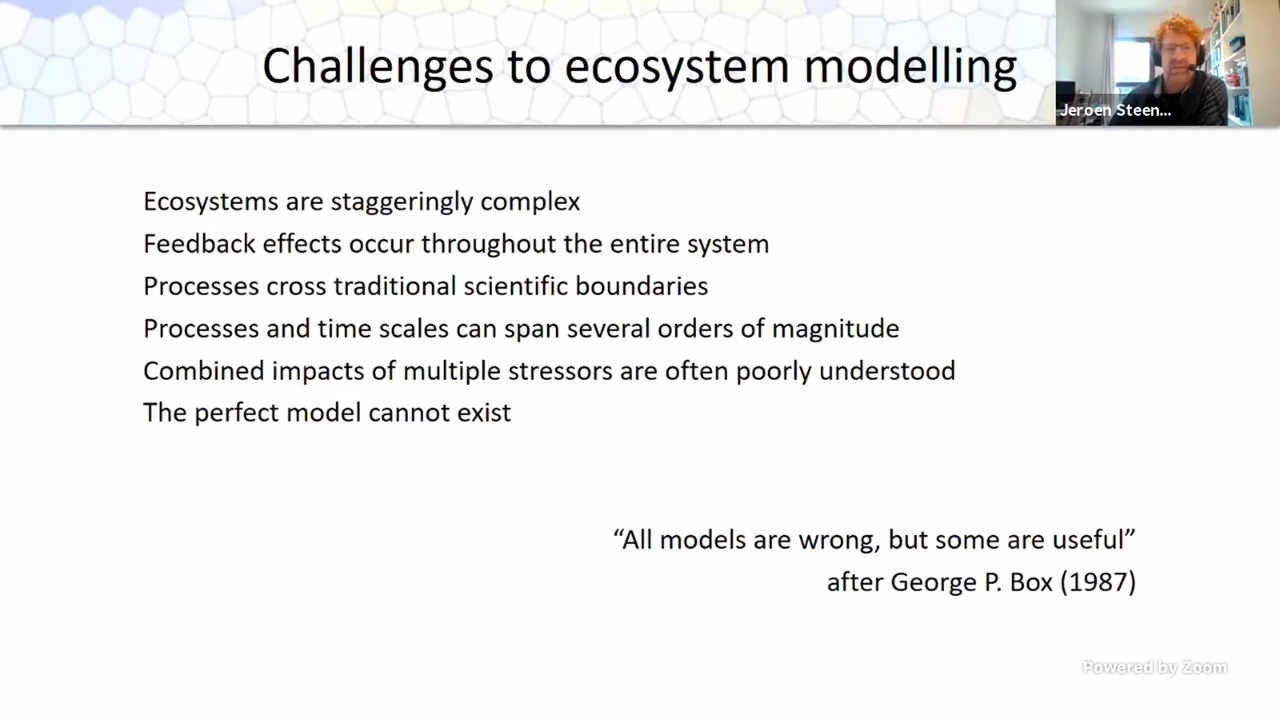 Challenges to ecosystem modelling
Jeroen Steen...
Ecosystems are staggeringly complex
Feedback effects occur throughout the entire system
Processes cross traditional scientific boundaries
Processes and time scales can span several orders of magnitude
Combined impacts of multiple stressors are often poorly understood
The perfect model cannot exist
“All models are wrong, but some are useful”
after George P. Box (1987)
Powered by Zoom